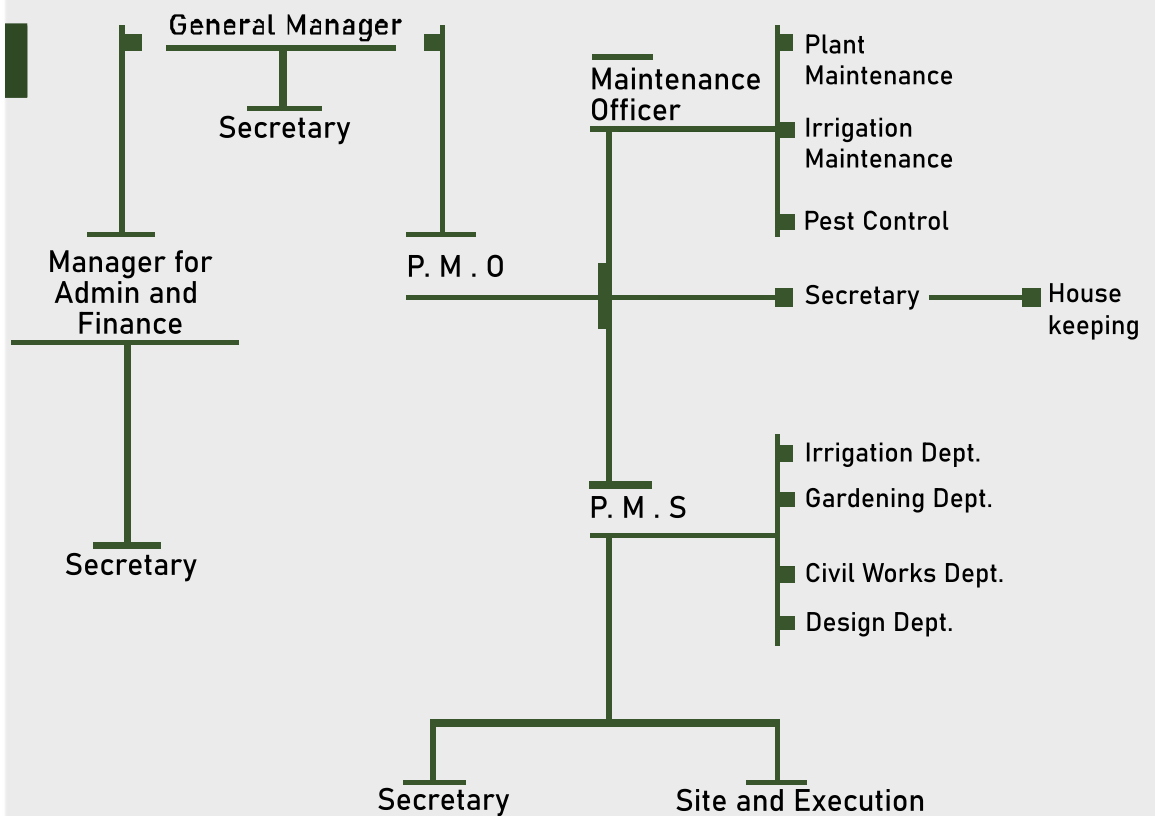 General Manager
Secretary
Manager for
Admin and
Finance
Secretary
P. M . O
Maintenance
Officer
Plant
Maintenance
Irrigation
Maintenance
Pest Control
Secretary
House
keeping
P. M . S
Irrigation Dept.
Gardening Dept.
Civil Works Dept.
Design Dept.
Secretary
Site and Execution